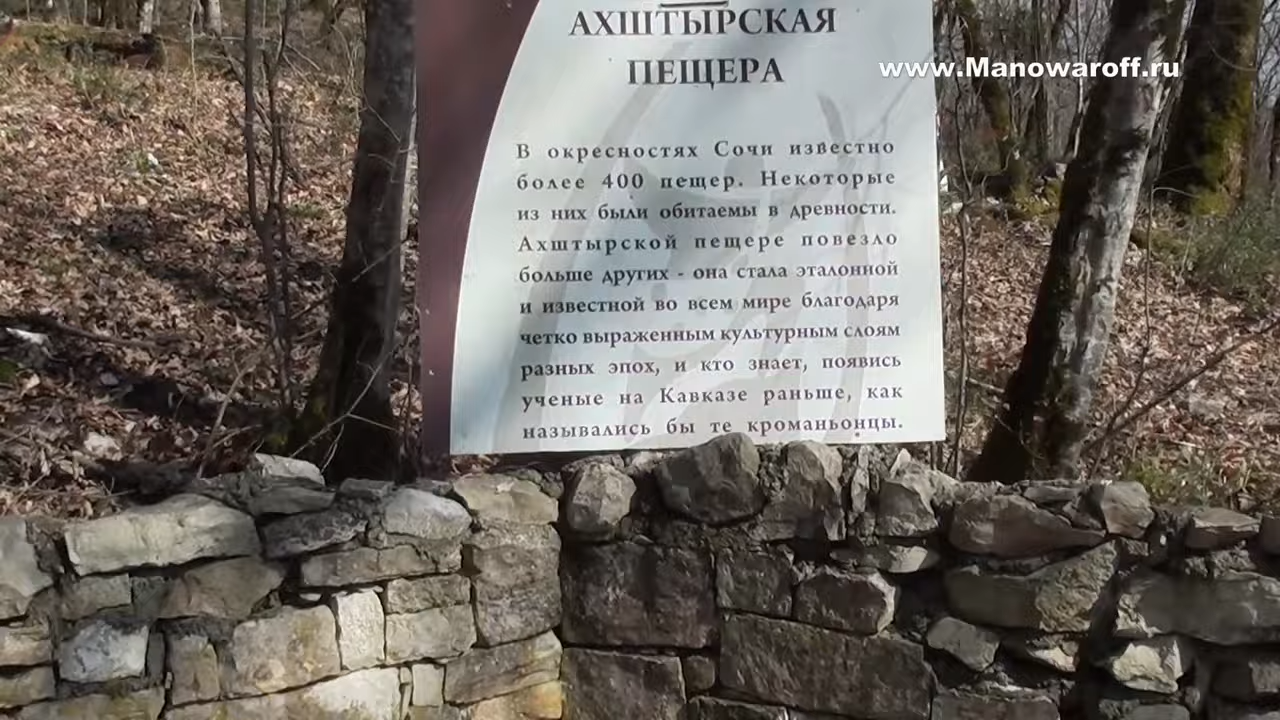 АХШТЫРСКАЯ
ПЕЩЕРА
www.Manowaroff.ru
В окресностях Сочи известно
более 400 пещер. Некоторые
из них были обитаемы в древности.
Ахштырской пещере повезло
больше других - она стала эталонной
и известной во всем мире благодаря
четко выраженным культурным слоям
разных эпох, и кто знает, появись
ученые на Кавказе раньше, как
назывались бы те кроманьонцы.